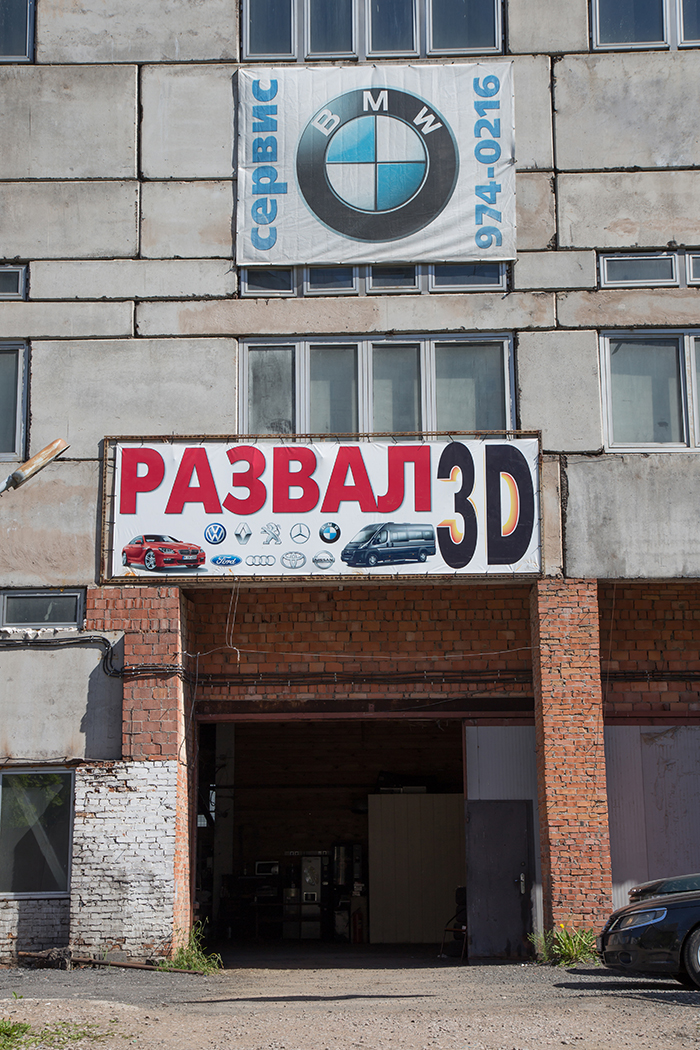 сервис
BMW
974-0216
РАЗВАЛ 3D
Ford